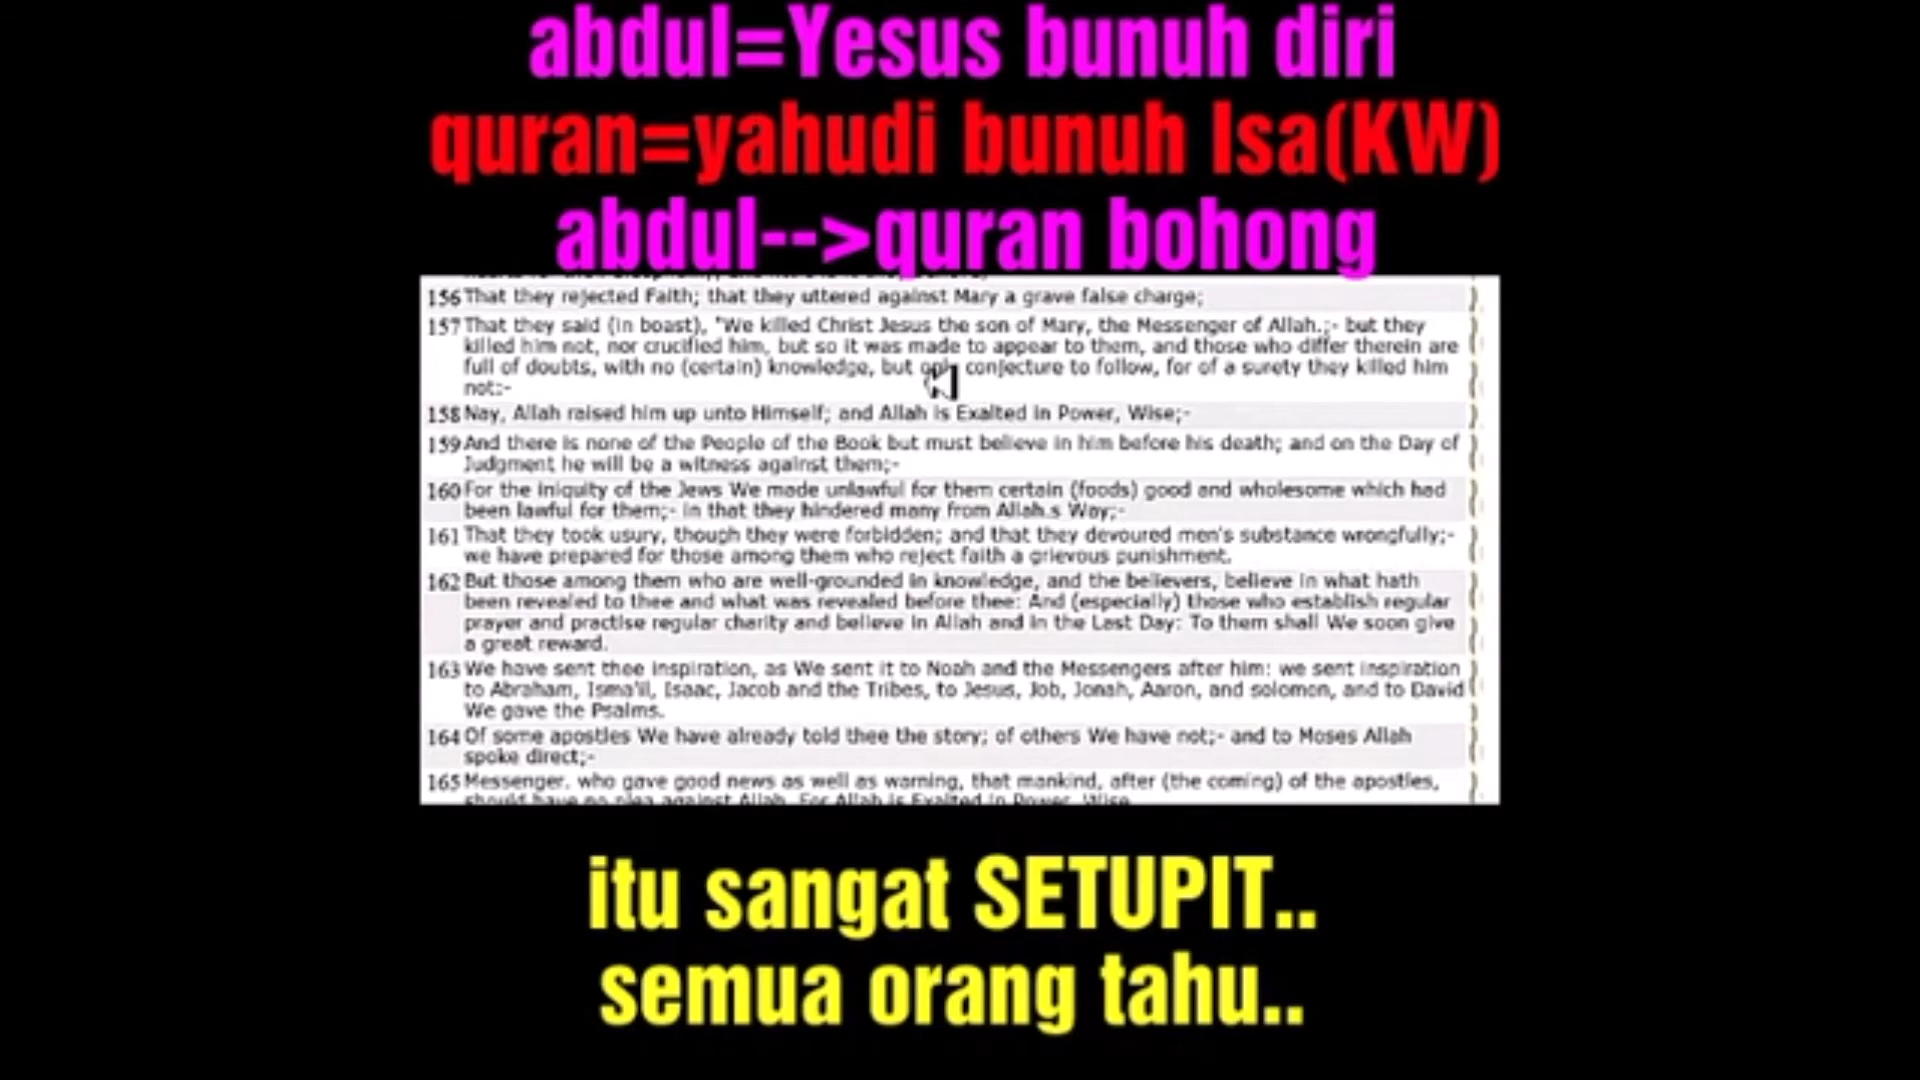 abdul=Yesus bunuh diri
quran=yahudi bunuh Isa(KW)
abdul-->quran bohong
156 That they rejected Faith; that they uttered against Mary a grave false charge;
157 That they said (in boast), "We killed Christ Jesus the son of Mary, the Messenger of Allah.;- but they
killed him not, nor crucified him, but so it was made to appear to them, and those who differ therein are
full of doubts, with no (certain) knowledge, but only conjecture to follow, for of a surety they killed him
not:-
158 Nay, Allah raised him up unto Himself; and Allah is Exalted in Power, Wise;-
159 And there is none of the People of the Book but must believe in him before his death; and on the Day of
Judgment he will be a witness against them;-
160 For the iniquity of the Jews We made unlawful for them certain (foods) good and wholesome which had
been lawful for them;- in that they hindered many from Allah.s Way;-
161 That they took usury, though they were forbidden; and that they devoured men's substance wrongfully;-
we have prepared for those among them who reject faith a grievous punishment.
162 But those among them who are well-grounded in knowledge, and the believers, believe in what hath
been revealed to thee and what was revealed before thee: And (especially) those who establish regular
prayer and practise regular charity and believe in Allah and in the Last Day: To them shall We soon give
a great reward.
163 We have sent thee inspiration, as We sent it to Noah and the Messengers after him: we sent inspiration
to Abraham, Isma'il, Isaac, Jacob and the Tribes, to Jesus, Job, Jonah, Aaron, and solomon, and to David
We gave the Psalms.
164 Of some apostles We have already told thee the story; of others We have not;- and to Moses Allah
spoke direct;-
165 Messenger. who gave good news as well as warning, that mankind, after (the coming) of the apostles,
should have no plea against Allah. For Allah is Exalted in Power, Wise
itu sangat SETUPIT..
semua orang tahu..